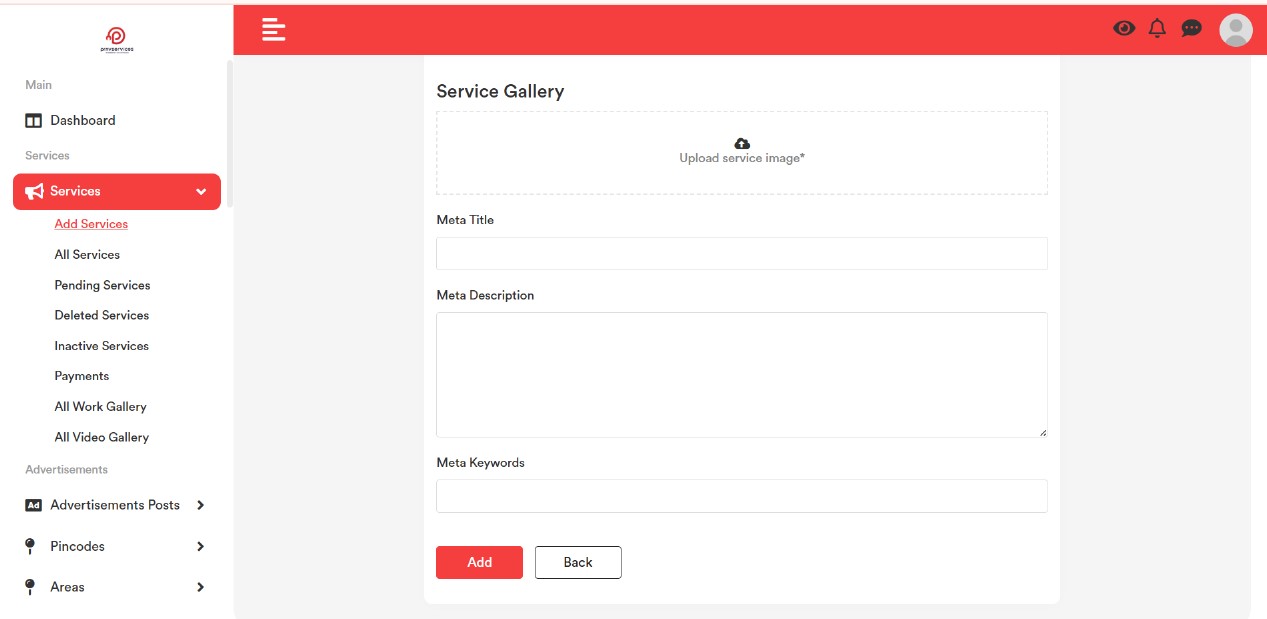 Main
Dashboard
Services
Services
Add Services
All Services
Pending Services
Deleted Services
Inactive Services
Payments
All Work Gallery
All Video Gallery
Advertisements
Ad Advertisements Posts
Pincodes
Areas
Service Gallery
Upload service image*
Meta Title
Meta Description
Meta Keywords
Add Back